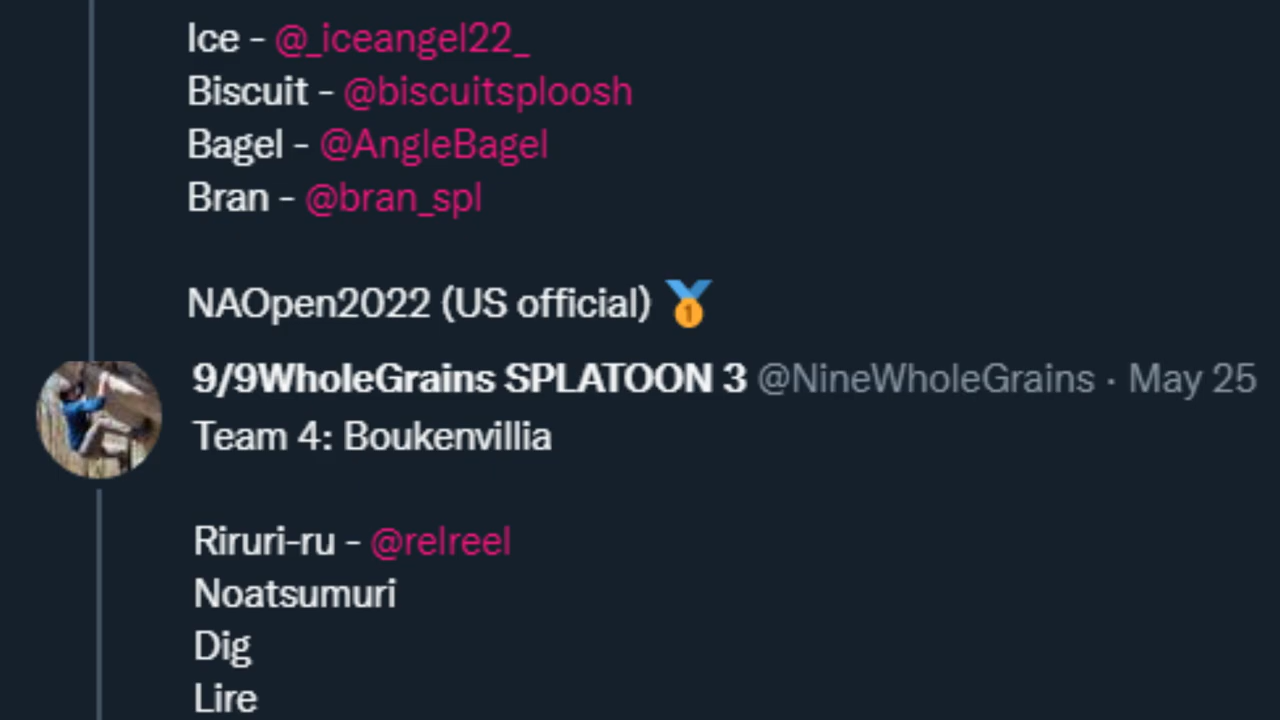 Ice - @_iceangel22_
Biscuit - @biscuitsploosh
Bagel - @AngleBagel
Bran - @bran_spl
NAOpen2022 (US official) 🥇
9/9WholeGrains SPLATOON 3 @NineWholeGrains · May 25
Team 4: Boukenvillia
Riruri-ru - @relreel
Noatsumuri
Dig
Lire